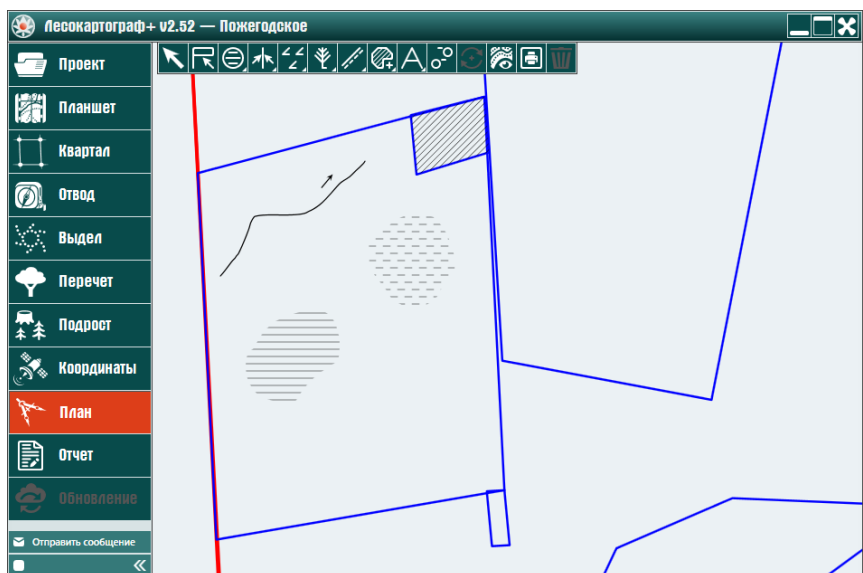 Лесокартограф+ v2.52 — Пожегодское
Проект
Планшет
Квартал
Отвод
Выдел
Перечет
Подрост
Координаты
План
Отчет
Обновление
Отправить сообщение